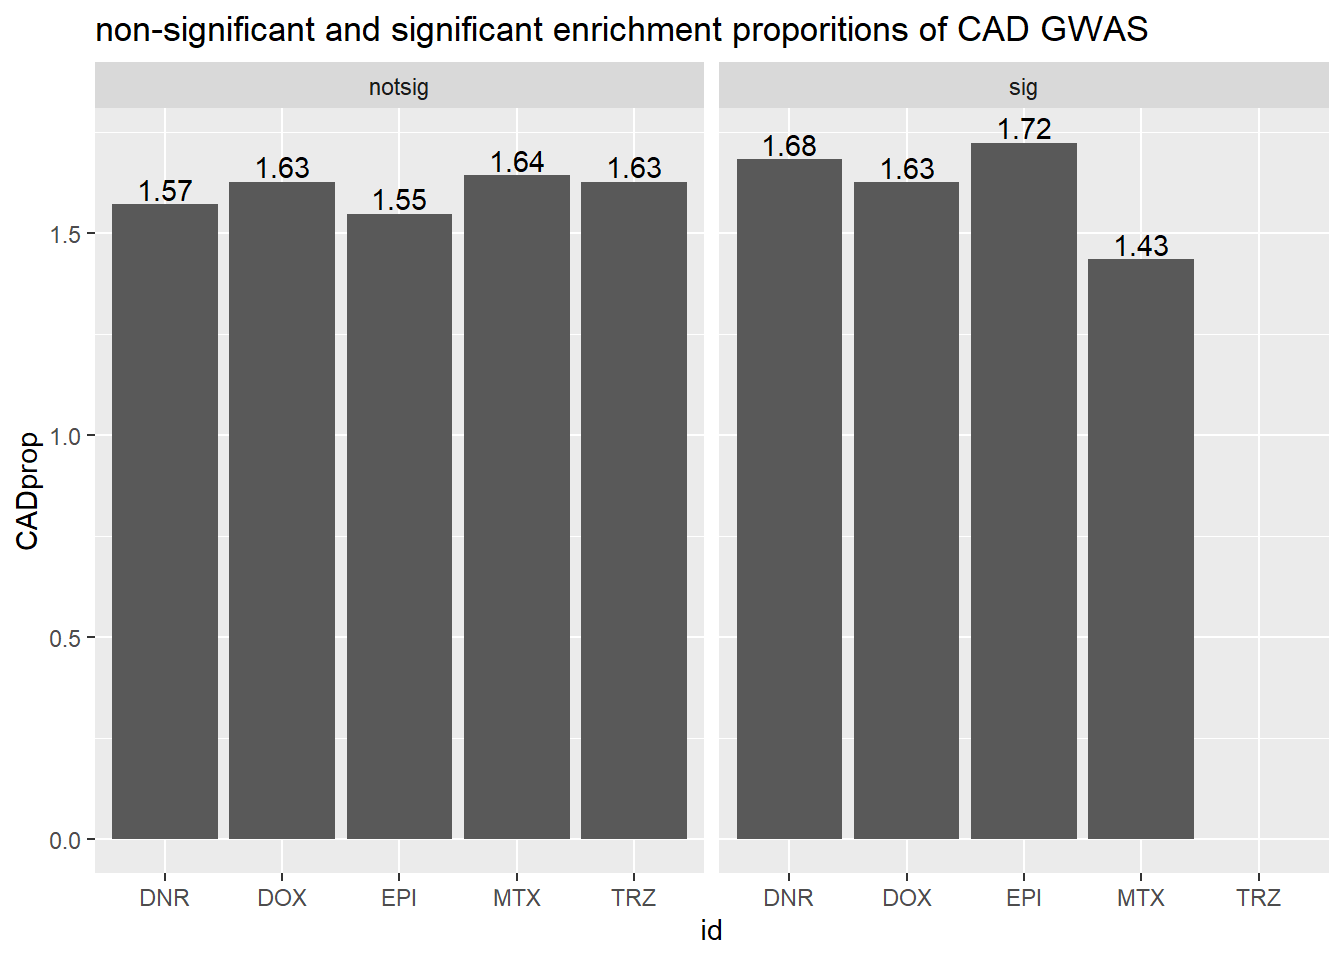 non-significant and significant enrichment proporitions of CAD GWAS
notsig
sig
1.57
1.63
1.55
1.64
1.63
1.68
1.63
1.72
1.43
CADprop
1.5
1.0
0.5
0.0
DNR DOX EPI MTX TRZ
DNR DOX EPI MTX TRZ
id